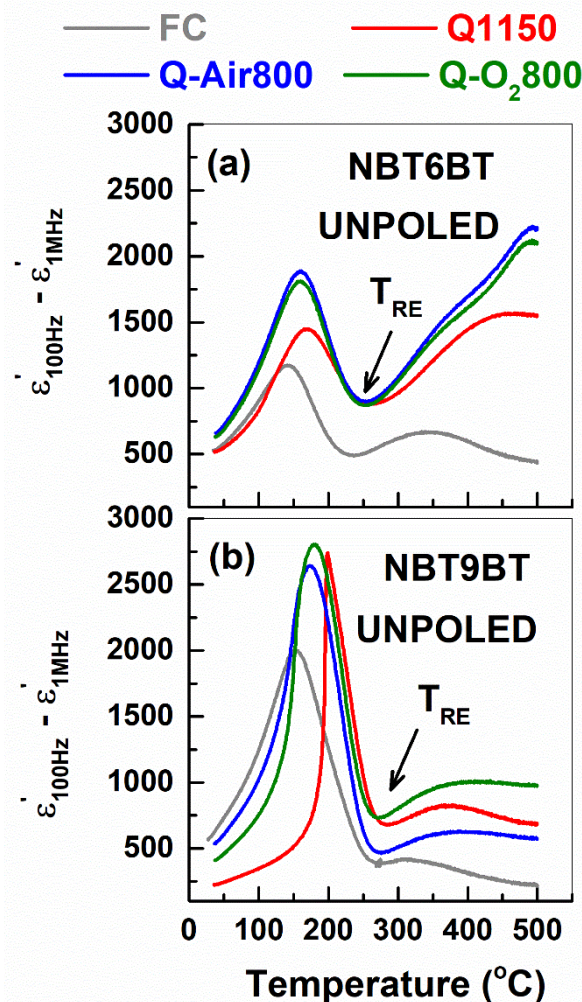 FC Q1150
Q-Air800 Q-O₂800
3000
2500
2000
1500
1000
500
ε'100Hz - ε'1MHz
(a)
NBT6BT
UNPOLED
TRE
3000
2500
2000
1500
1000
500
ε'100Hz - ε'1MHz
(b)
NBT9BT
UNPOLED
TRE
0 100 200 300 400 500
Temperature (°C)